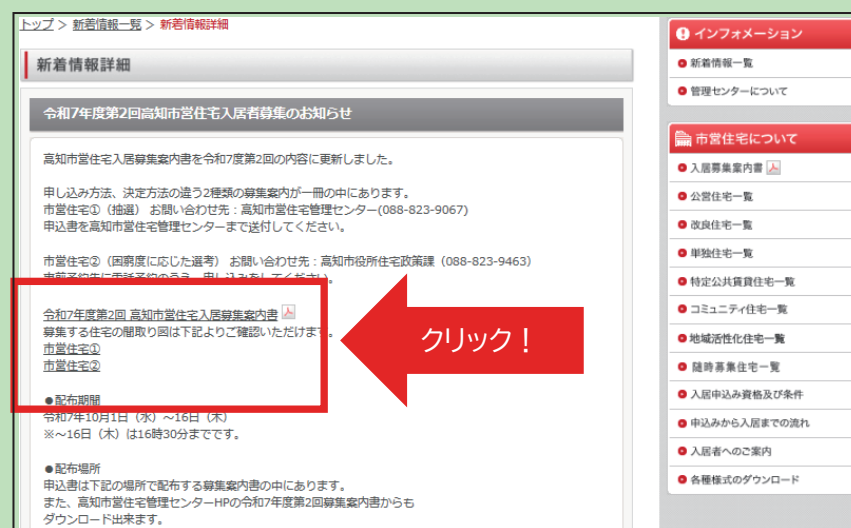 トップ > 新着情報一覧 > 新着情報詳細
新着情報詳細
令和7年度第2回高知市営住宅入居者募集のお知らせ
高知市営住宅入居募集案内書を令和7度第2回の内容に更新しました。
申し込み方法、決定方法の違う2種類の募集案内が一冊の中にあります。
市営住宅① (抽選) お問い合わせ先：高知市営住宅管理センター(088-823-9067)
申込書を高知市営住宅管理センターまで送付してください。
市営住宅② (困窮度に応じた選考) お問い合わせ先：高知市役所住宅政策課 (088-823-9463)
令和7年度第2回 高知市営住宅入居募集案内書
募集する住宅の間取り図は下記よりご確認いただけます。
市営住宅①
市営住宅②
クリック！
●配布期間
令和7年10月1日 (水) ～16日 (木)
※～16日 (木) は16時30分までです。
●配布場所
申込書は下記の場所で配布する募集案内書の中にあります。
また、高知市営住宅管理センターHPの令和7年度第2回募集案内書からも
ダウンロード出来ます。
インフォメーション
新着情報一覧
管理センターについて
市営住宅について
入居募集案内書
公営住宅一覧
改良住宅一覧
単独住宅一覧
特定公共賃貸住宅一覧
コミュニティ住宅一覧
地域活性化住宅一覧
随時募集住宅一覧
入居申込み資格及び条件
申込みから入居までの流れ
入居者へのご案内
各種様式のダウンロード